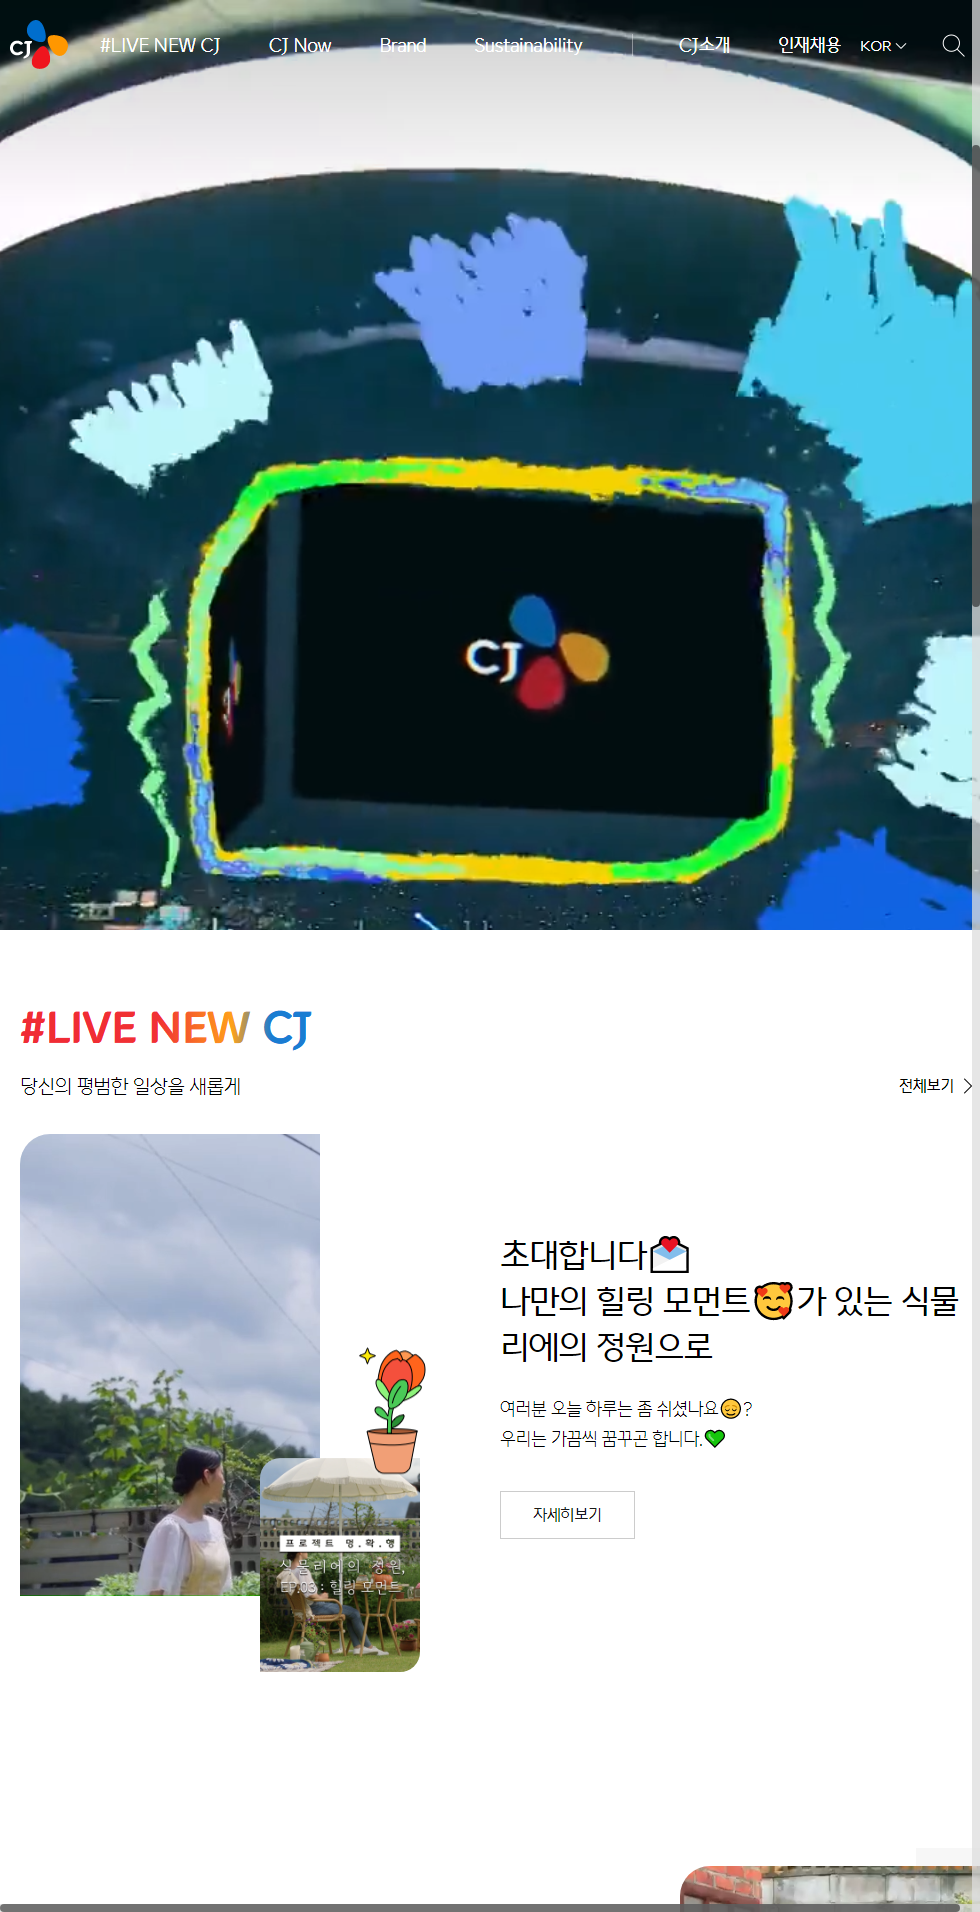 CJ
#LIVE NEW CJ
CJ Now
Brand
Sustainability
CJ소개
인재채용
KOR
CJ
#LIVE NEW CJ
당신의 평범한 일상을 새롭게
전체보기
초대합니다💌
나만의 힐링 모먼트🥰가 있는 식물
리에의 정원으로
여러분 오늘 하루는 좀 쉬셨나요😌?
우리는 가끔씩 꿈꾸곤 합니다.💚
자세히보기
프로젝트 명.확.행
식물리에의 정원,
EP.03 : 힐링 모먼트